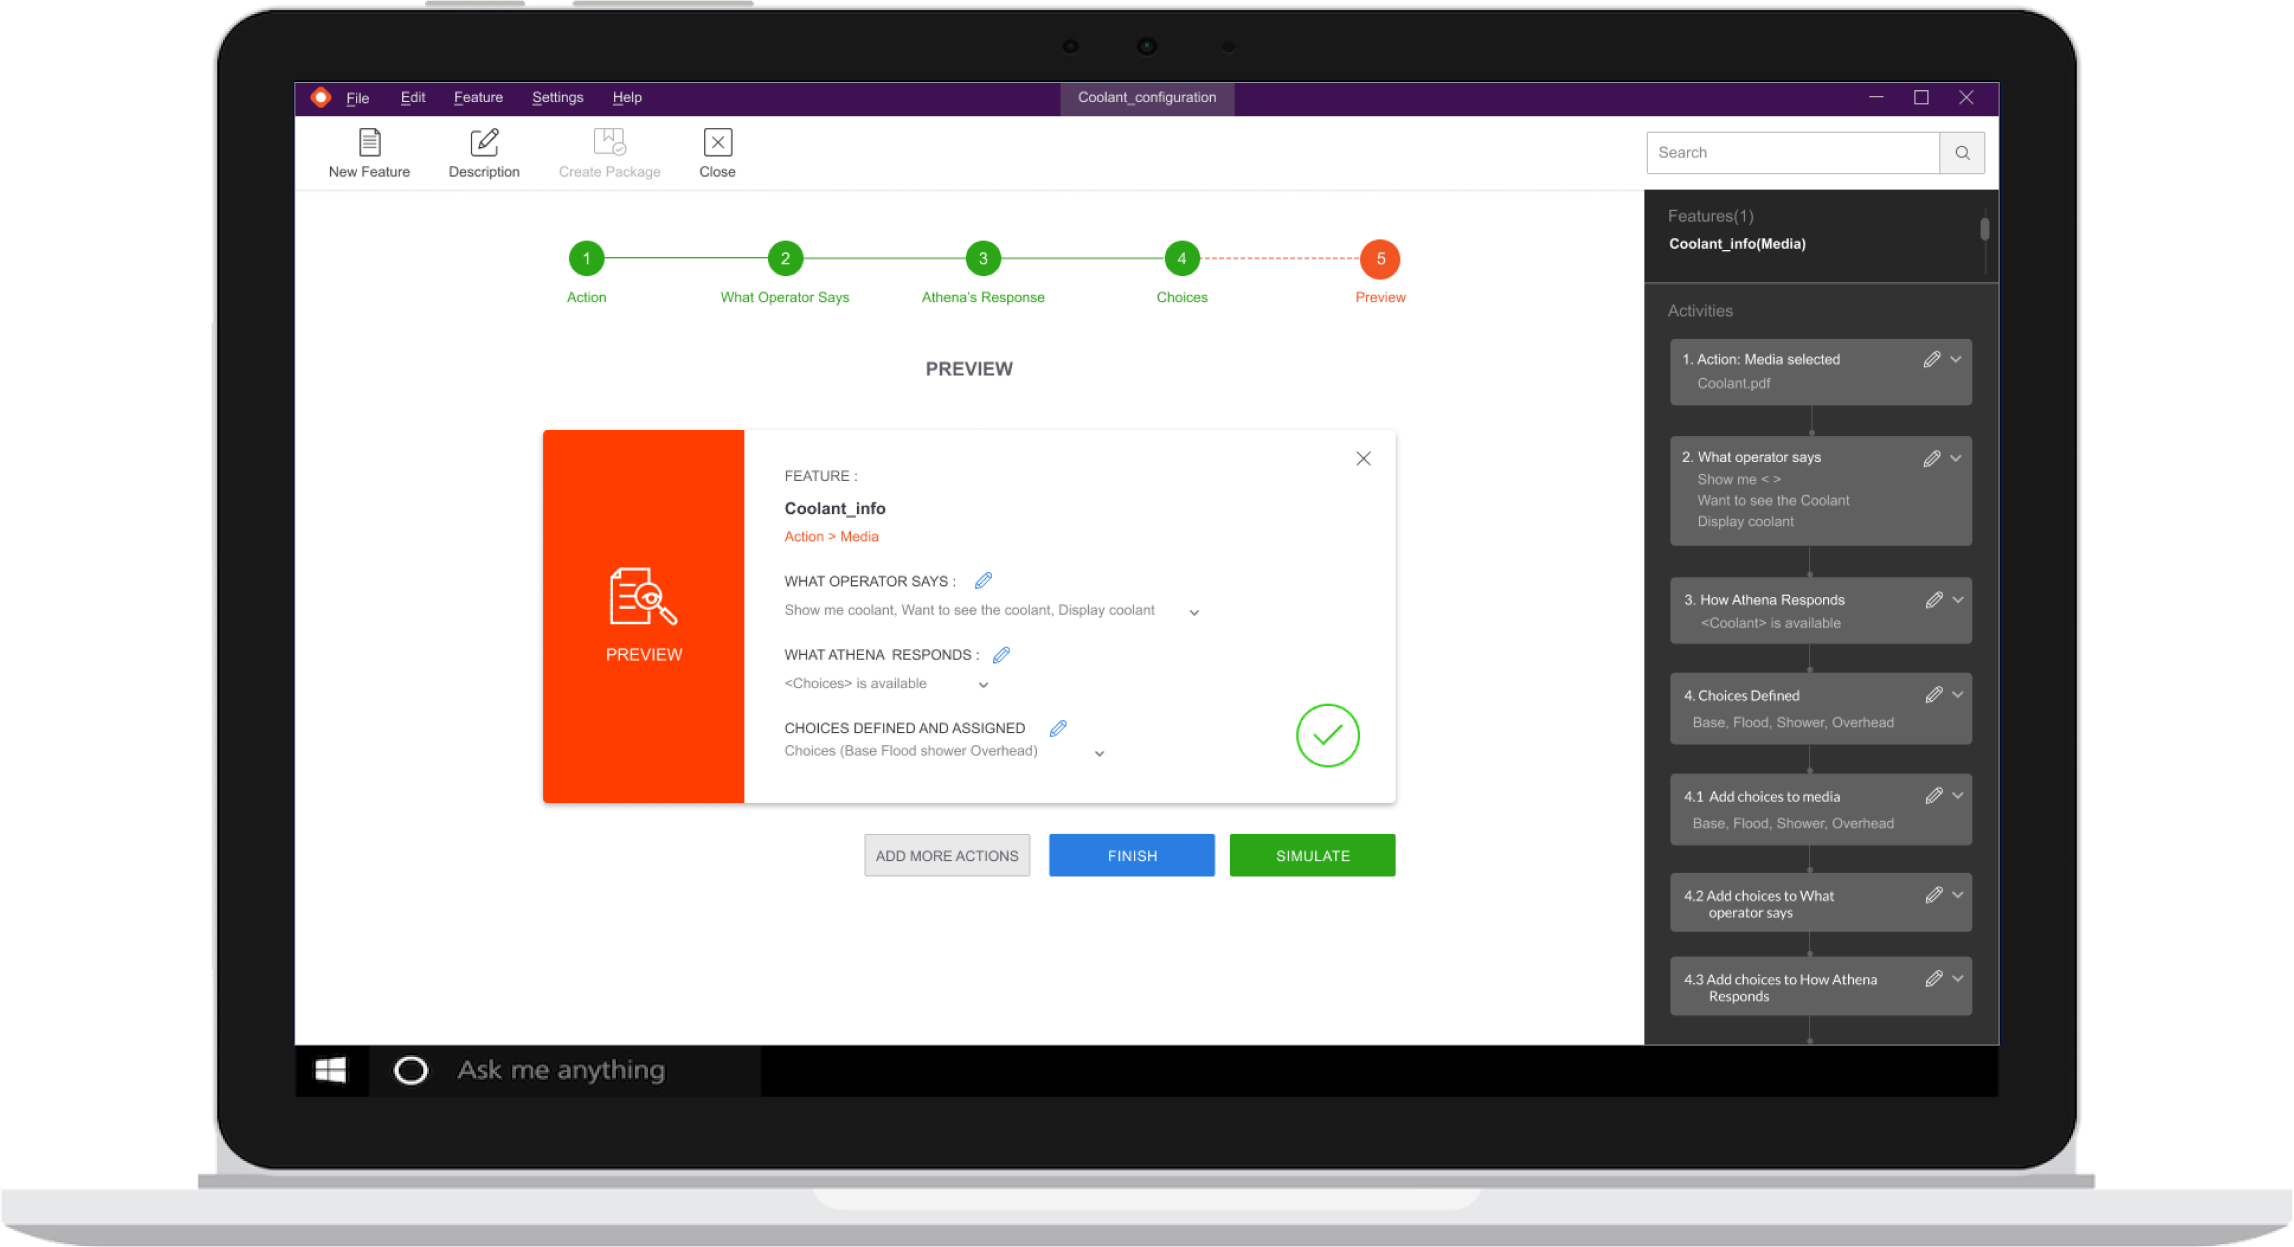 File Edit Feature Settings Help Coolant_configuration
New Feature Description Create Package Close Search
1 2 3 4 5
Action What Operator Says Athena's Response Choices Preview
PREVIEW
PREVIEW
FEATURE :
Coolant_info
Action > Media
WHAT OPERATOR SAYS :
Show me coolant, Want to see the coolant, Display coolant
WHAT ATHENA RESPONDS :
<Choices> is available
CHOICES DEFINED AND ASSIGNED
Choices (Base Flood shower Overhead)
ADD MORE ACTIONS FINISH SIMULATE
Features(1)
Coolant_info(Media)
Activities
1. Action: Media selected
Coolant.pdf
2. What operator says
Show me < >
Want to see the Coolant
Display coolant
3. How Athena Responds
<Coolant> is available
4. Choices Defined
Base, Flood, Shower, Overhead
4.1 Add choices to media
Base, Flood, Shower, Overhead
4.2 Add choices to What
operator says
4.3 Add choices to How Athena
Responds
Ask me anything